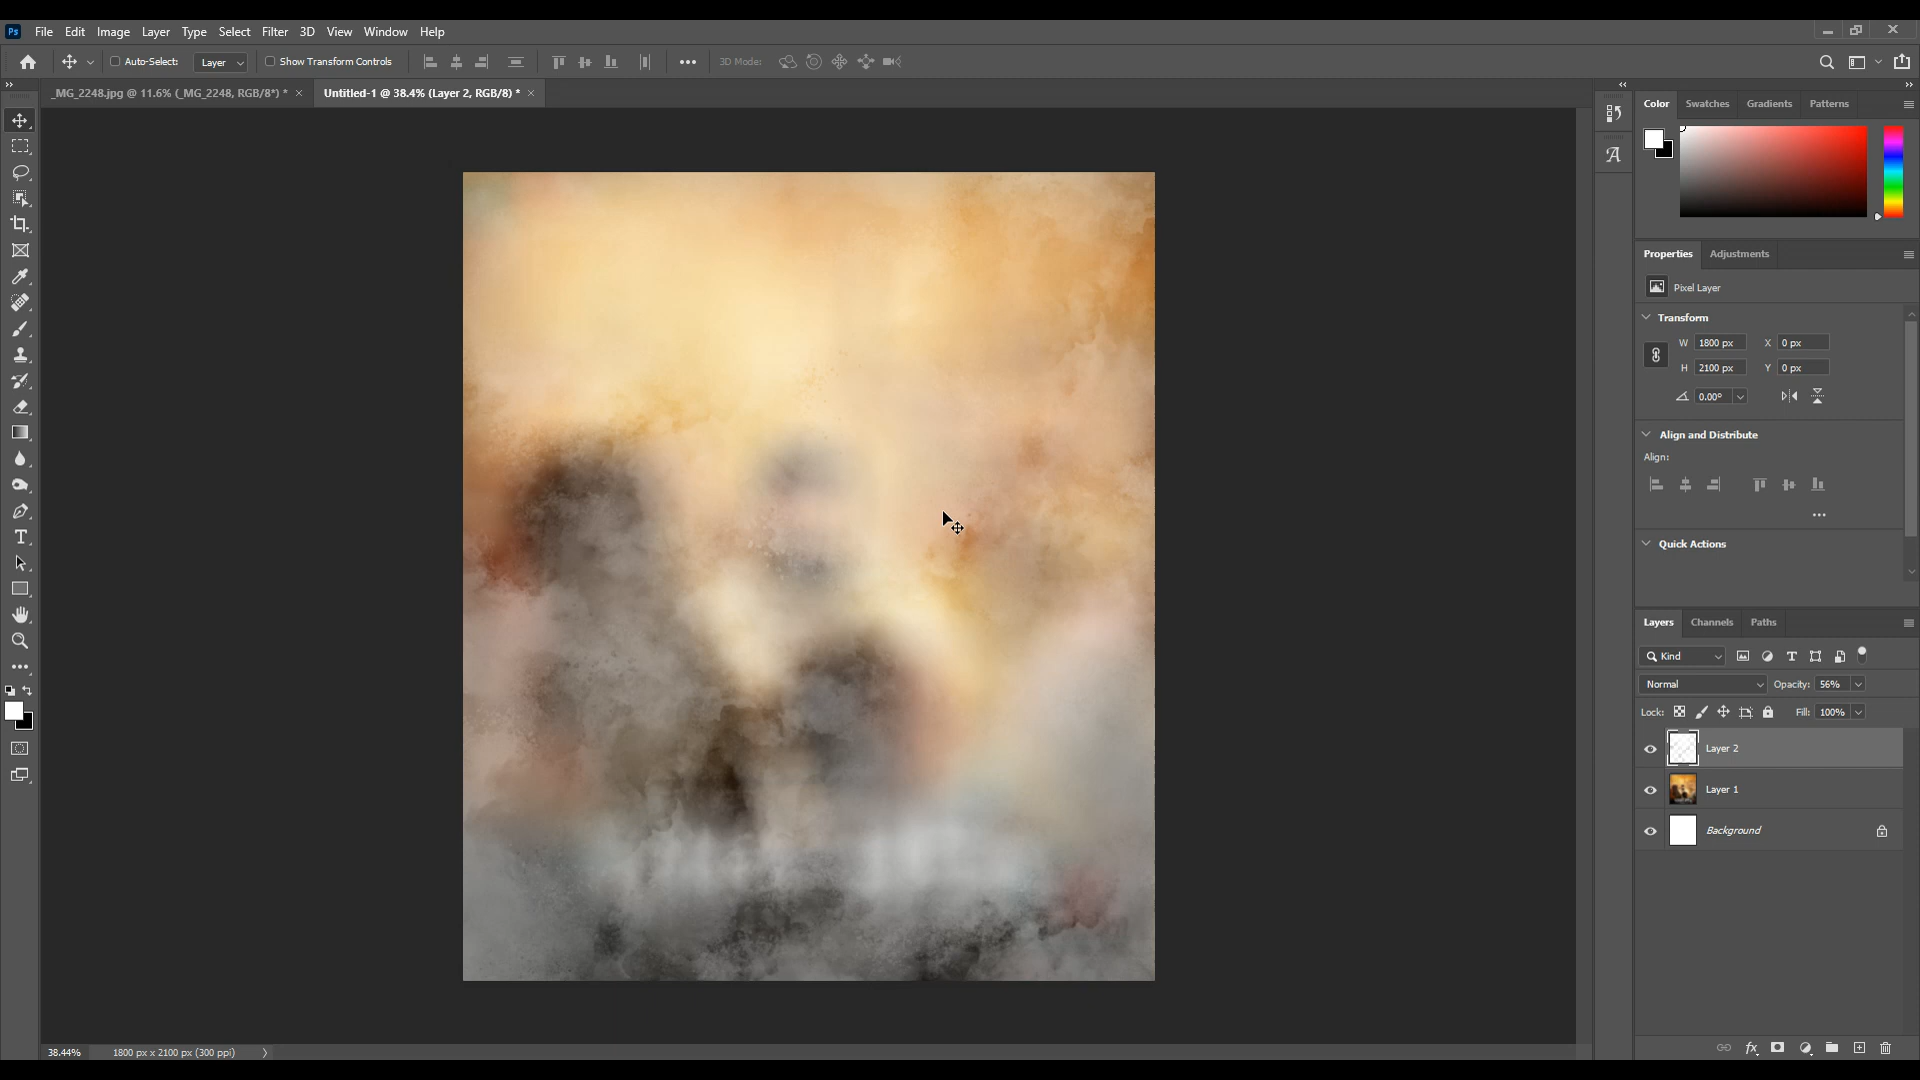 Ps File Edit Image Layer Type Select Filter 3D View Window Help
Auto-Select: Layer Show Transform Controls 3D Mode:
_MG_2248.jpg @ 11.6% (_MG_2248, RGB/8*) * × Untitled-1 @ 38.4% (Layer 2, RGB/8) * ×
Color Swatches Gradients Patterns
Properties Adjustments
Pixel Layer
Transform
W 1800 px X 0 px
H 2100 px Y 0 px
0.00°
Align and Distribute
Align:
Quick Actions
Layers Channels Paths
Kind
Normal Opacity: 56%
Lock: Fill: 100%
Layer 2
Layer 1
Background
38.44% 1800 px x 2100 px (300 ppi)